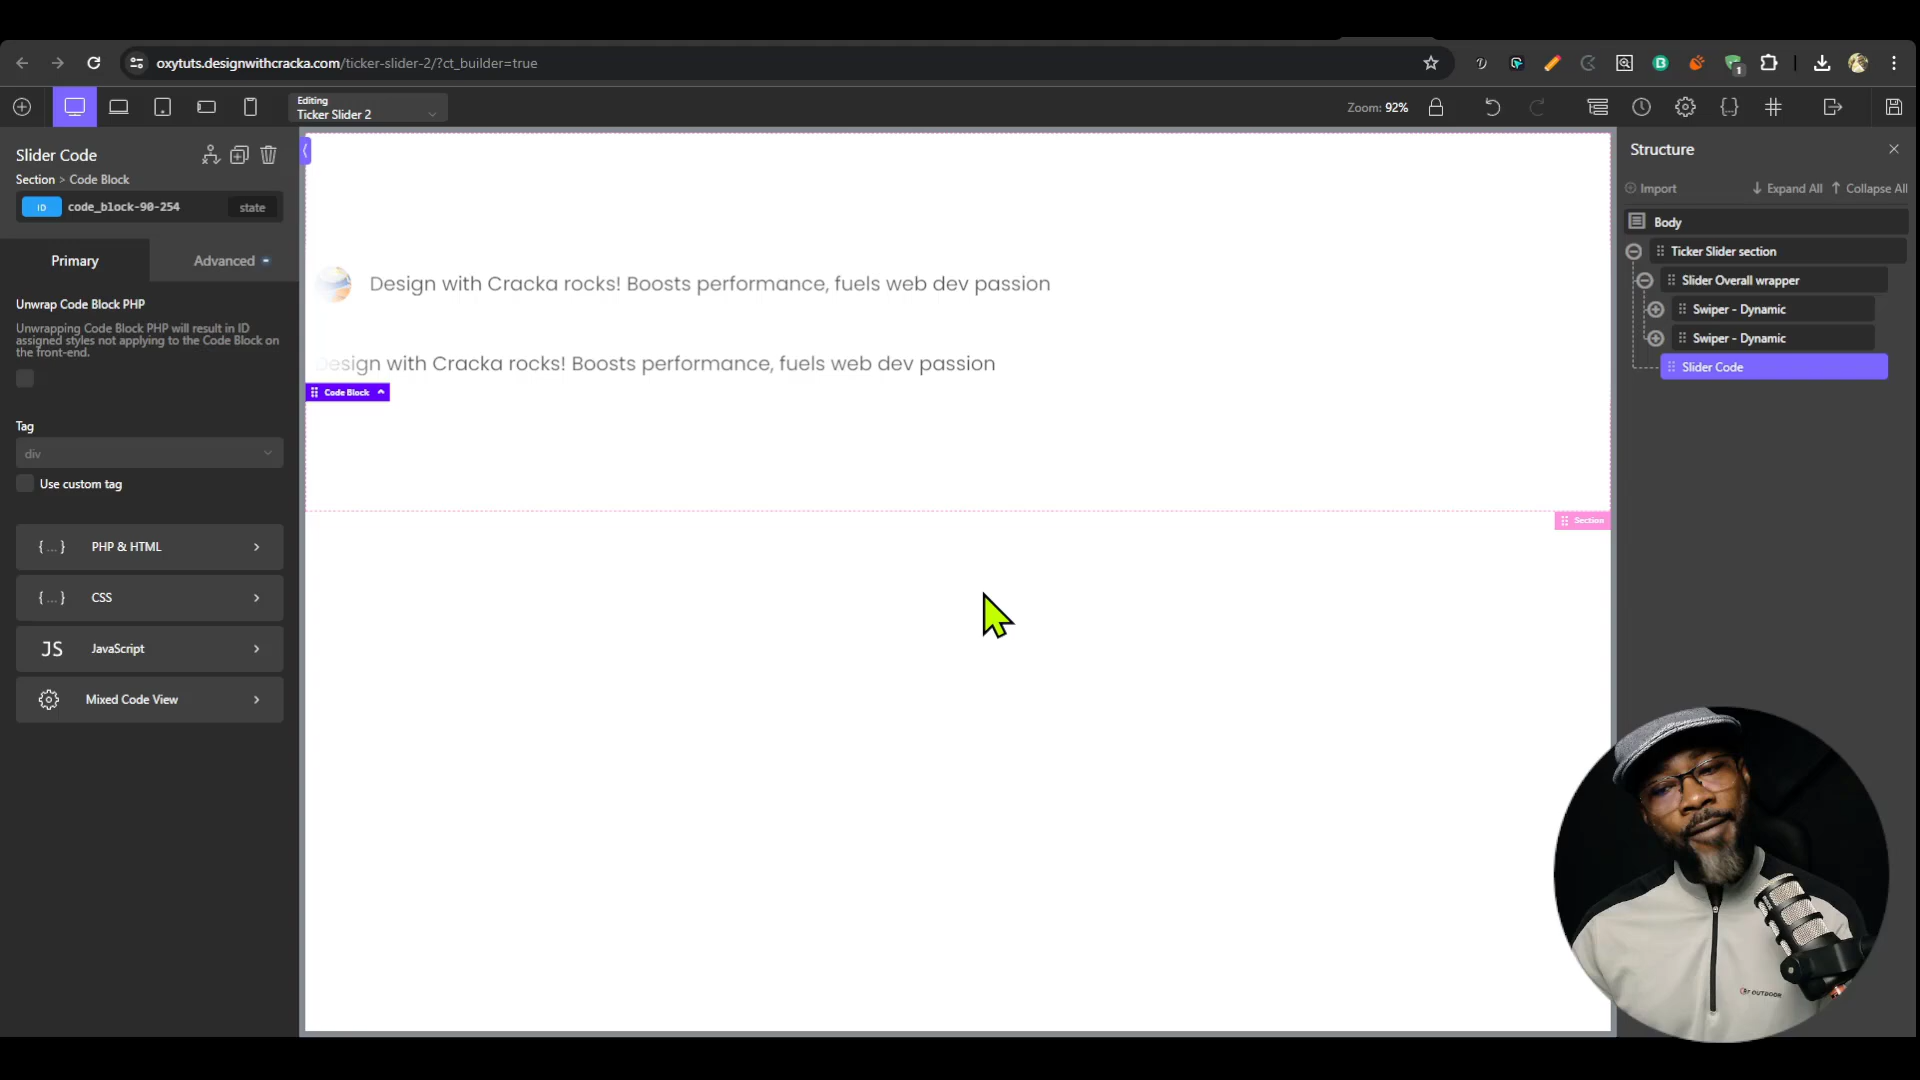 oxytuts.designwithcracka.com/ticker-slider-2/?ct_builder=true
1
Editing
Ticker Slider 2
Zoom: 92%
Slider Code
Section > Code Block
ID
code_block-90-254
state
Primary
Advanced
Unwrap Code Block PHP
Unwrapping Code Block PHP will result in ID
assigned styles not applying to the Code Block on
the front-end.
Tag
div
Use custom tag
{...} PHP & HTML
{...} CSS
JS JavaScript
Mixed Code View
Design with Cracka rocks! Boosts performance, fuels web dev passion
Design with Cracka rocks! Boosts performance, fuels web dev passion
Code Block
Section
Structure
Import
Expand All
Collapse All
Body
Ticker Slider section
Slider Overall wrapper
Swiper - Dynamic
Swiper - Dynamic
Slider Code
OUTDOOR